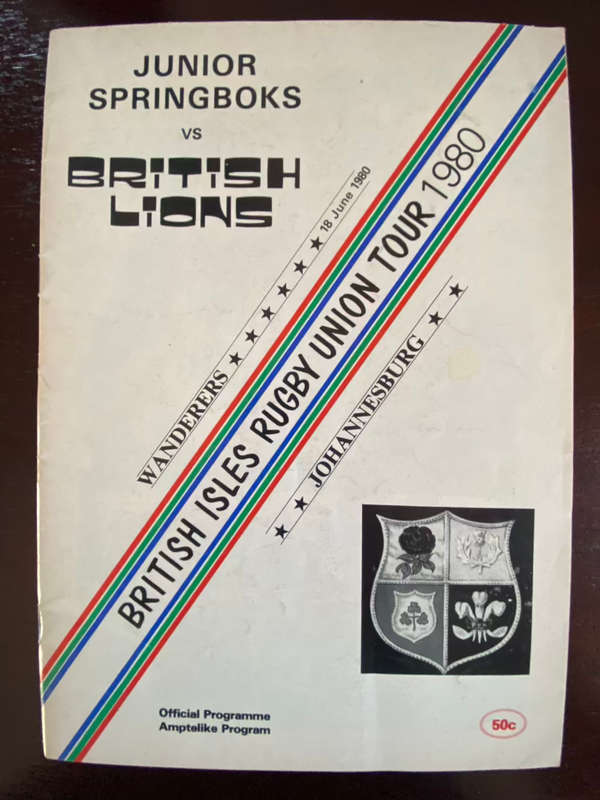 JUNIOR
SPRINGBOKS
VS
BRiTiSH
LiONS
18 June 1980
WANDERERS
BRITISH ISLES RUGBY UNION TOUR 1980
JOHANNESBURG
Official Programme
Amptelike Program
50c